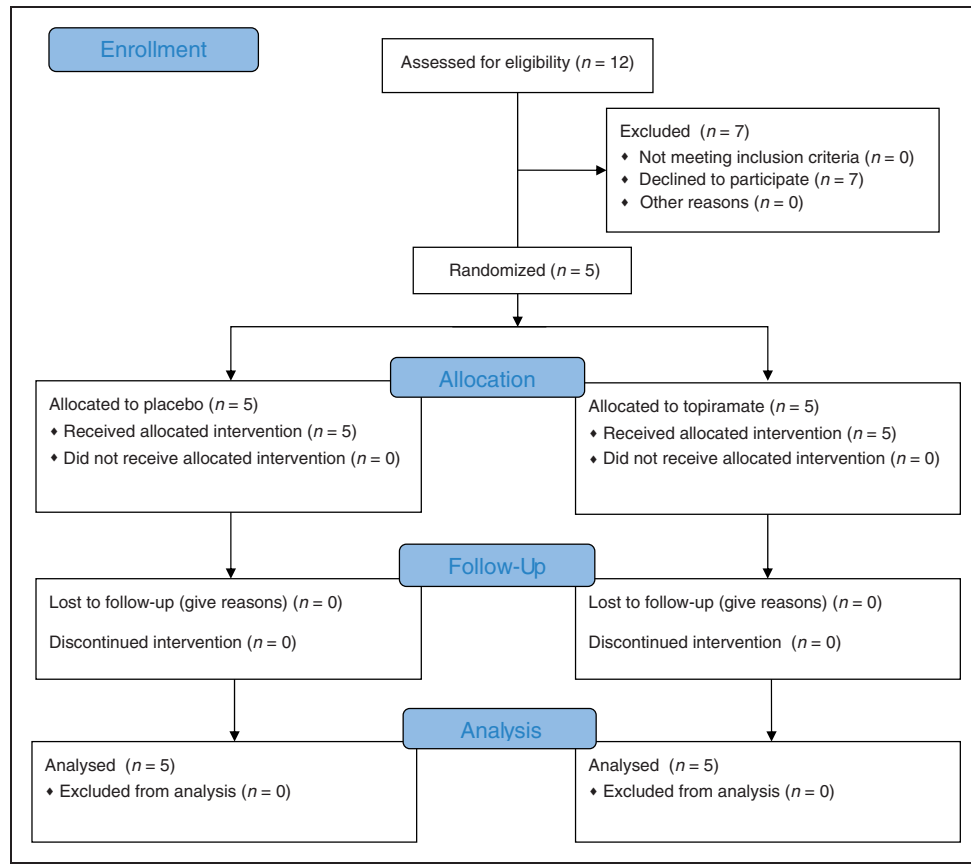 Enrollment
Assessed for eligibility (n = 12)
Excluded (n = 7)
♦ Not meeting inclusion criteria (n = 0)
♦ Declined to participate (n = 7)
♦ Other reasons (n = 0)
Randomized (n = 5)
Allocation
Allocated to placebo (n = 5)
♦ Received allocated intervention (n = 5)
♦ Did not receive allocated intervention (n = 0)
Allocated to topiramate (n = 5)
♦ Received allocated intervention (n = 5)
♦ Did not receive allocated intervention (n = 0)
Follow-Up
Lost to follow-up (give reasons) (n = 0)
Discontinued intervention (n = 0)
Lost to follow-up (give reasons) (n = 0)
Discontinued intervention (n = 0)
Analysis
Analysed (n = 5)
♦ Excluded from analysis (n = 0)
Analysed (n = 5)
♦ Excluded from analysis (n = 0)